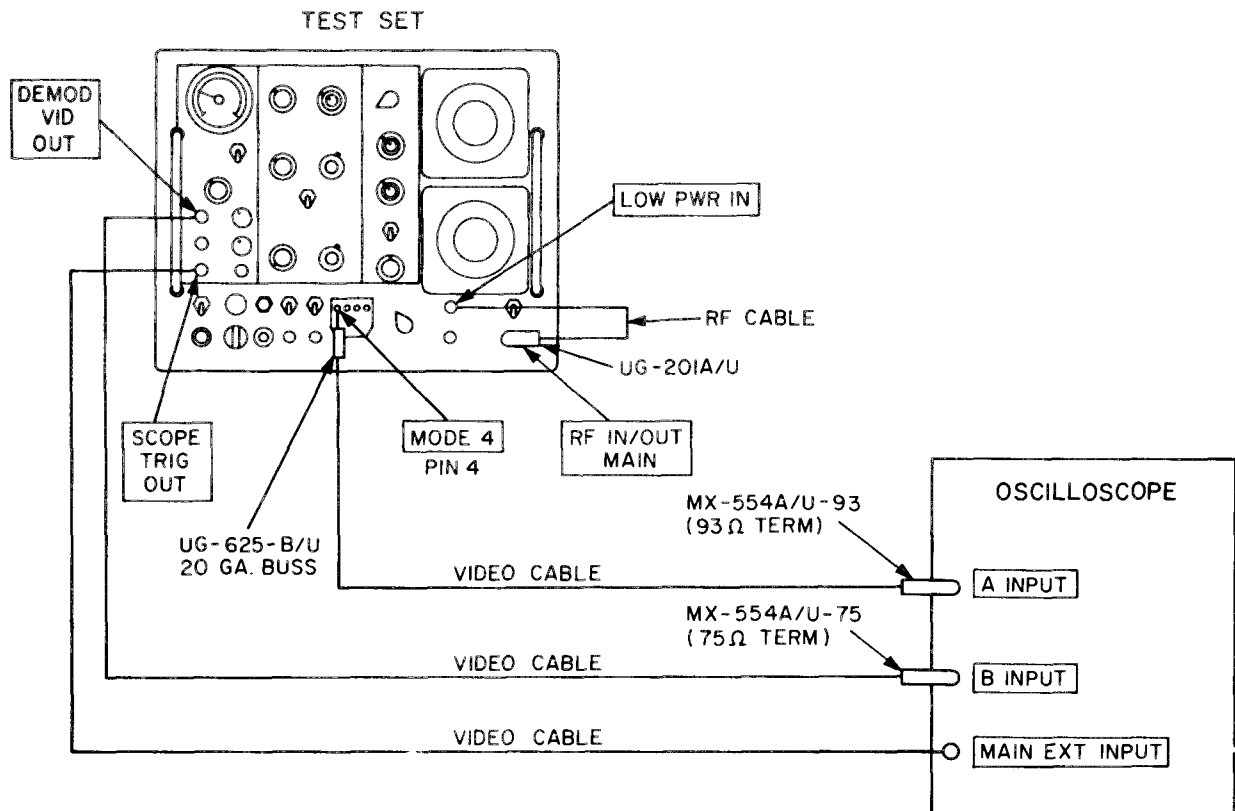 TEST SET
DEMOD
VID
OUT
LOW PWR IN
RF CABLE
UG-201A/U
SCOPE
TRIG
OUT
MODE 4
PIN 4
RF IN/OUT
MAIN
UG-625-B/U
20 GA. BUSS
OSCILLOSCOPE
MX-554A/U-93
(93Ω TERM)
VIDEO CABLE
A INPUT
MX-554A/U-75
(75Ω TERM)
VIDEO CABLE
B INPUT
VIDEO CABLE
MAIN EXT INPUT